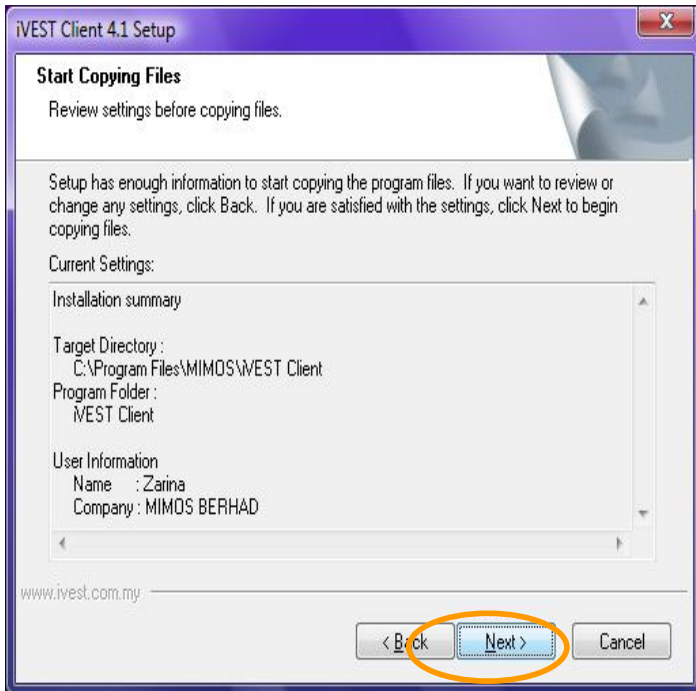 iVEST Client 4.1 Setup
X
Start Copying Files
Review settings before copying files.
Setup has enough information to start copying the program files.  If you want to review or
change any settings, click Back.  If you are satisfied with the settings, click Next to begin
copying files.
Current Settings:
Installation summary
Target Directory :
C:\Program Files\MIMOS\iVEST Client
Program Folder :
iVEST Client
User Information
Name : Zarina
Company : MIMOS BERHAD
www.ivest.com.my
< Back Next > Cancel